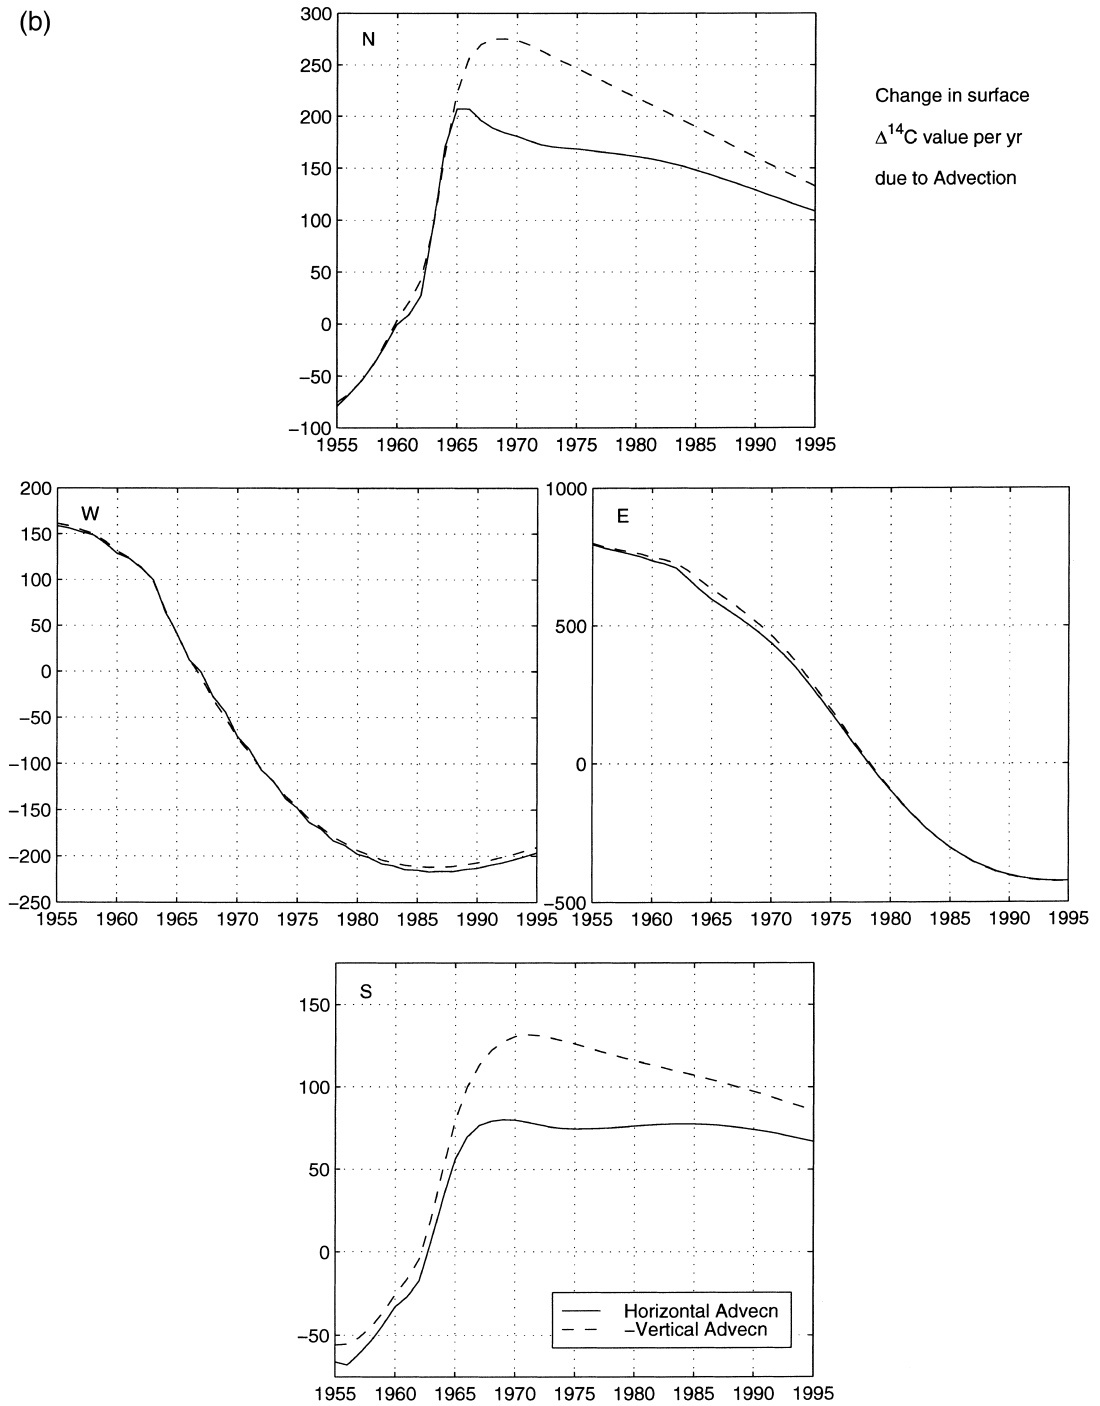 (b)
N
300
250
200
150
100
50
0
−50
−100
1955 1960 1965 1970 1975 1980 1985 1990 1995
Change in surface
Δ14C value per yr
due to Advection
W
200
150
100
50
0
−50
−100
−150
−200
−250
1955 1960 1965 1970 1975 1980 1985 1990 1995
E
1000
500
0
−500
1955 1960 1965 1970 1975 1980 1985 1990 1995
S
150
100
50
0
−50
1955 1960 1965 1970 1975 1980 1985 1990 1995
Horizontal Advecn
−Vertical Advecn